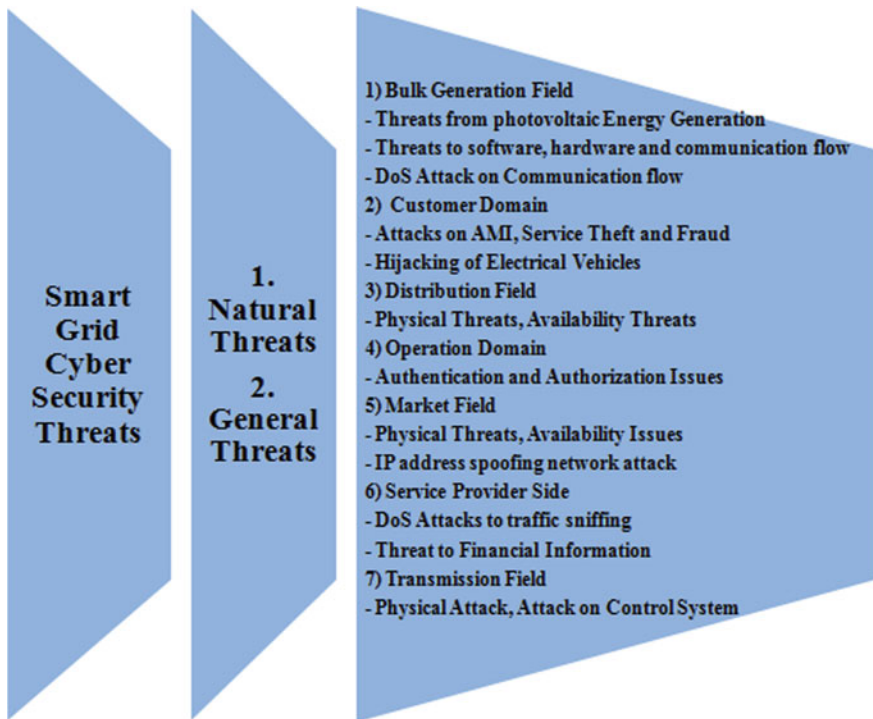 Smart
Grid
Cyber
Security
Threats
1.
Natural
Threats
2.
General
Threats
1) Bulk Generation Field
- Threats from photovoltaic Energy Generation
- Threats to software, hardware and communication flow
- DoS Attack on Communication flow
2) Customer Domain
- Attacks on AMI, Service Theft and Fraud
- Hijacking of Electrical Vehicles
3) Distribution Field
- Physical Threats, Availability Threats
4) Operation Domain
- Authentication and Authorization Issues
5) Market Field
- Physical Threats, Availability Issues
- IP address spoofing network attack
6) Service Provider Side
- DoS Attacks to traffic sniffing
- Threat to Financial Information
7) Transmission Field
- Physical Attack, Attack on Control System